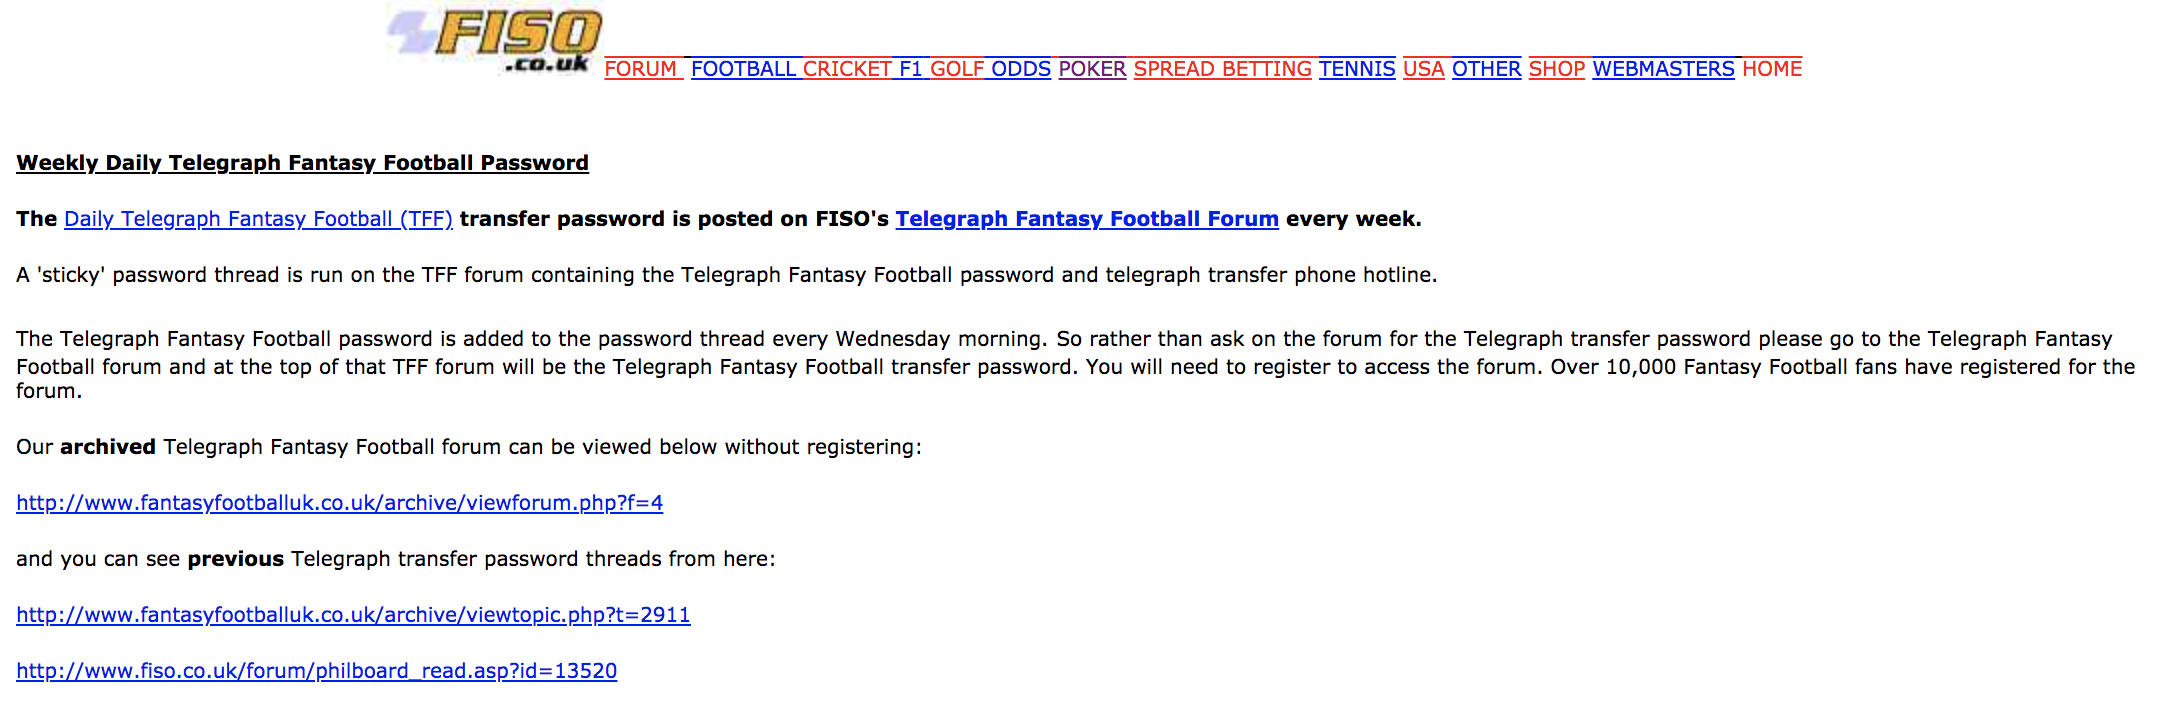 FISO
.co.uk
FORUM FOOTBALL CRICKET F1 GOLF ODDS POKER SPREAD BETTING TENNIS USA OTHER SHOP WEBMASTERS HOME
Weekly Daily Telegraph Fantasy Football Password
The Daily Telegraph Fantasy Football (TFF) transfer password is posted on FISO's Telegraph Fantasy Football Forum every week.
A 'sticky' password thread is run on the TFF forum containing the Telegraph Fantasy Football password and telegraph transfer phone hotline.
The Telegraph Fantasy Football password is added to the password thread every Wednesday morning. So rather than ask on the forum for the Telegraph transfer password please go to the Telegraph Fantasy
Football forum and at the top of that TFF forum will be the Telegraph Fantasy Football transfer password. You will need to register to access the forum. Over 10,000 Fantasy Football fans have registered for the
forum.
Our archived Telegraph Fantasy Football forum can be viewed below without registering:
http://www.fantasyfootballuk.co.uk/archive/viewforum.php?f=4
and you can see previous Telegraph transfer password threads from here:
http://www.fantasyfootballuk.co.uk/archive/viewtopic.php?t=2911
http://www.fiso.co.uk/forum/philboard_read.asp?id=13520